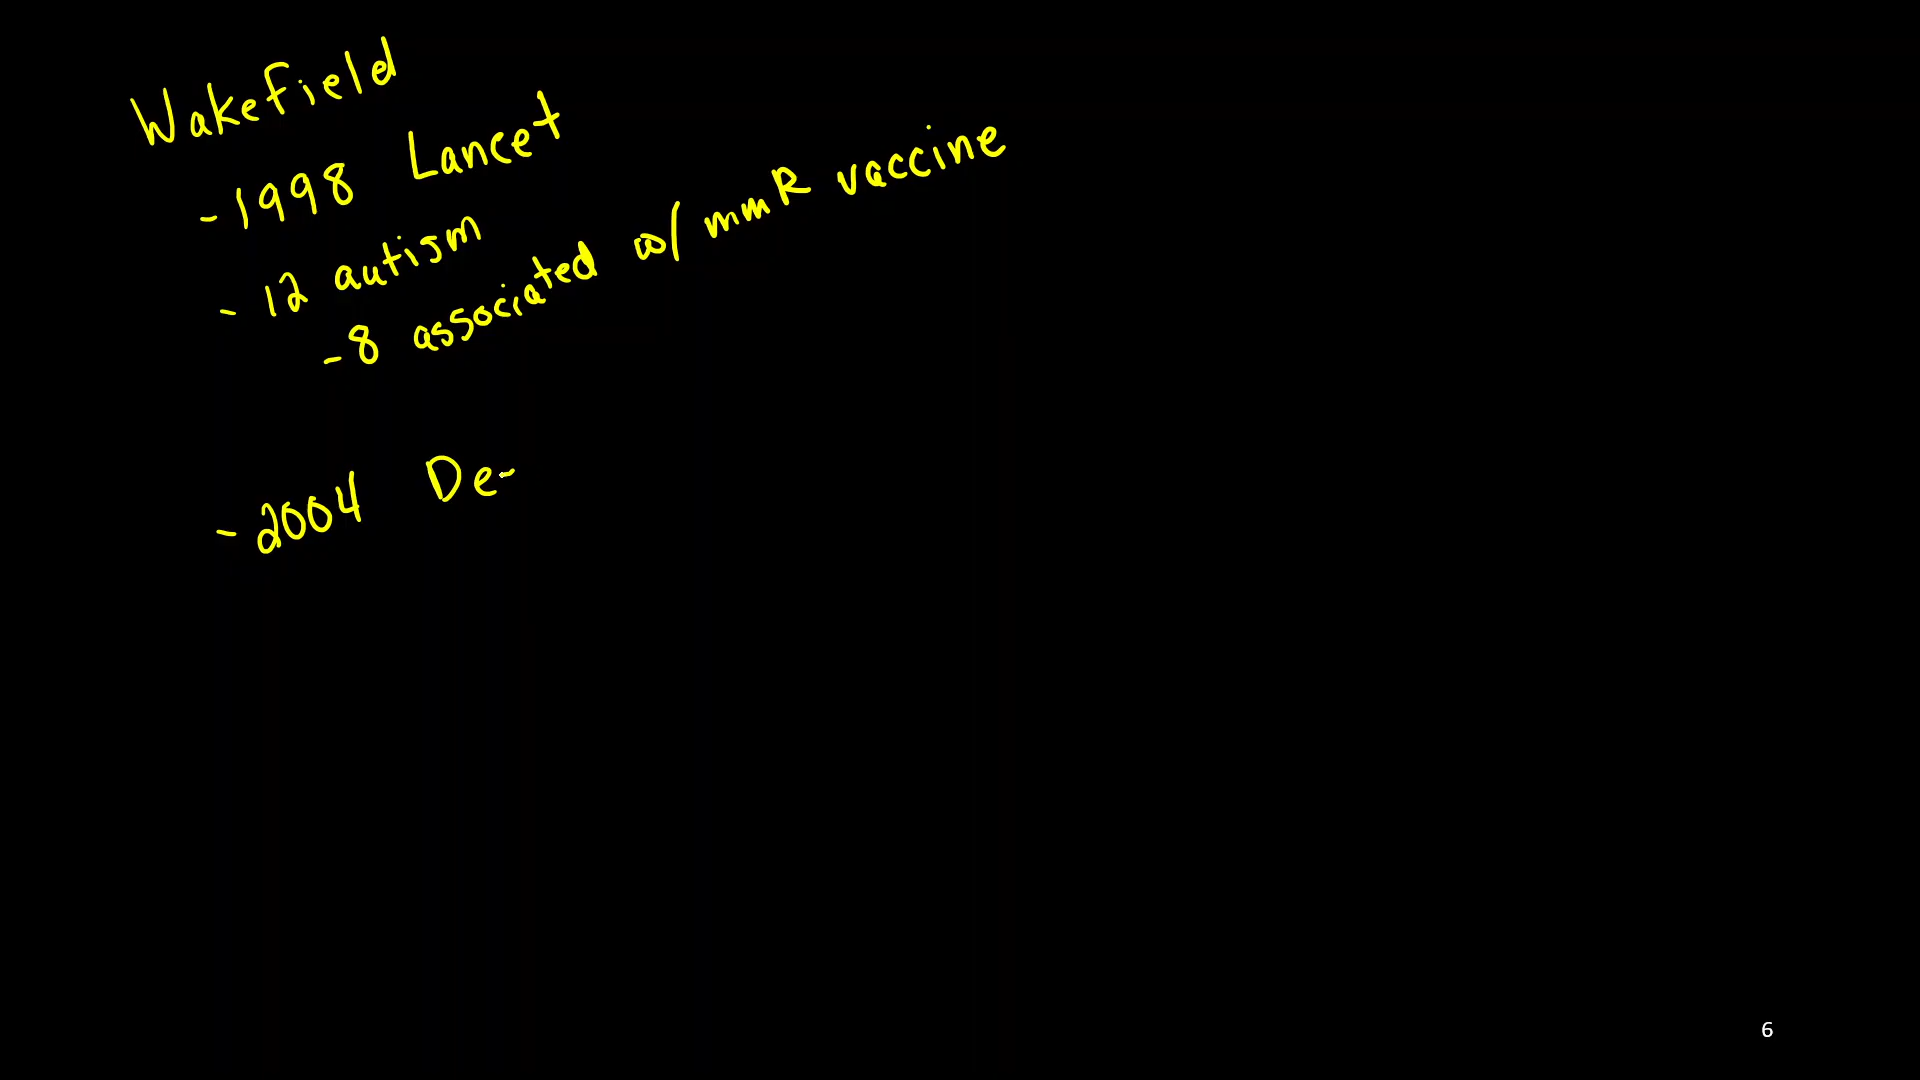 Wakefield
- 1998 Lancet
- 12 autism
- 8 associated w/ mmR vaccine
- 2004 De-
6